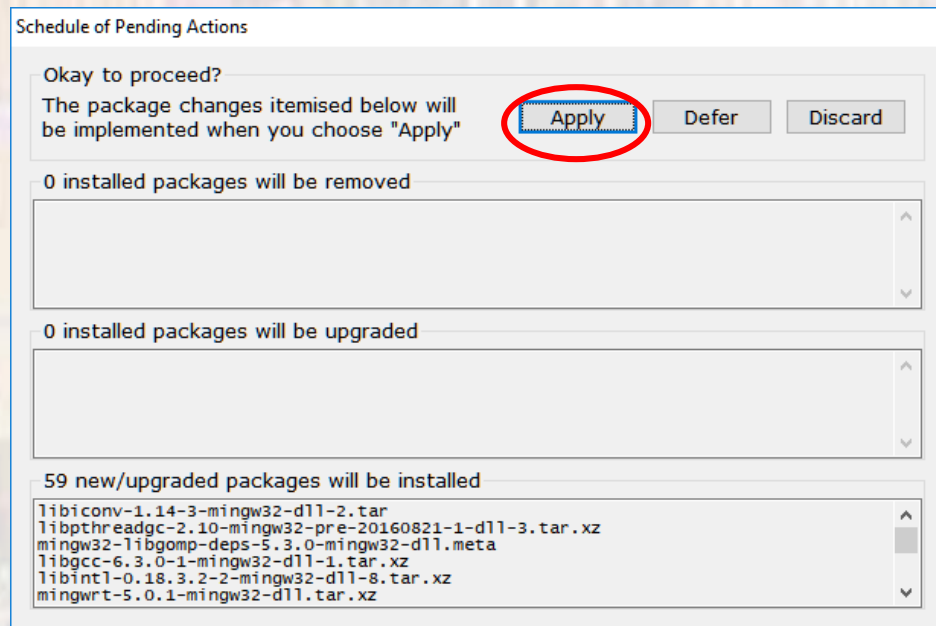 Schedule of Pending Actions
Okay to proceed?
The package changes itemised below will
be implemented when you choose "Apply"
Apply
Defer
Discard
0 installed packages will be removed
0 installed packages will be upgraded
59 new/upgraded packages will be installed
libiconv-1.14-3-mingw32-dll-2.tar
libpthreadgc-2.10-mingw32-pre-20160821-1-dll-3.tar.xz
mingw32-libgomp-deps-5.3.0-mingw32-dll.meta
libgcc-6.3.0-1-mingw32-dll-1.tar.xz
libintl-0.18.3.2-2-mingw32-dll-8.tar.xz
mingwrt-5.0.1-mingw32-dll.tar.xz